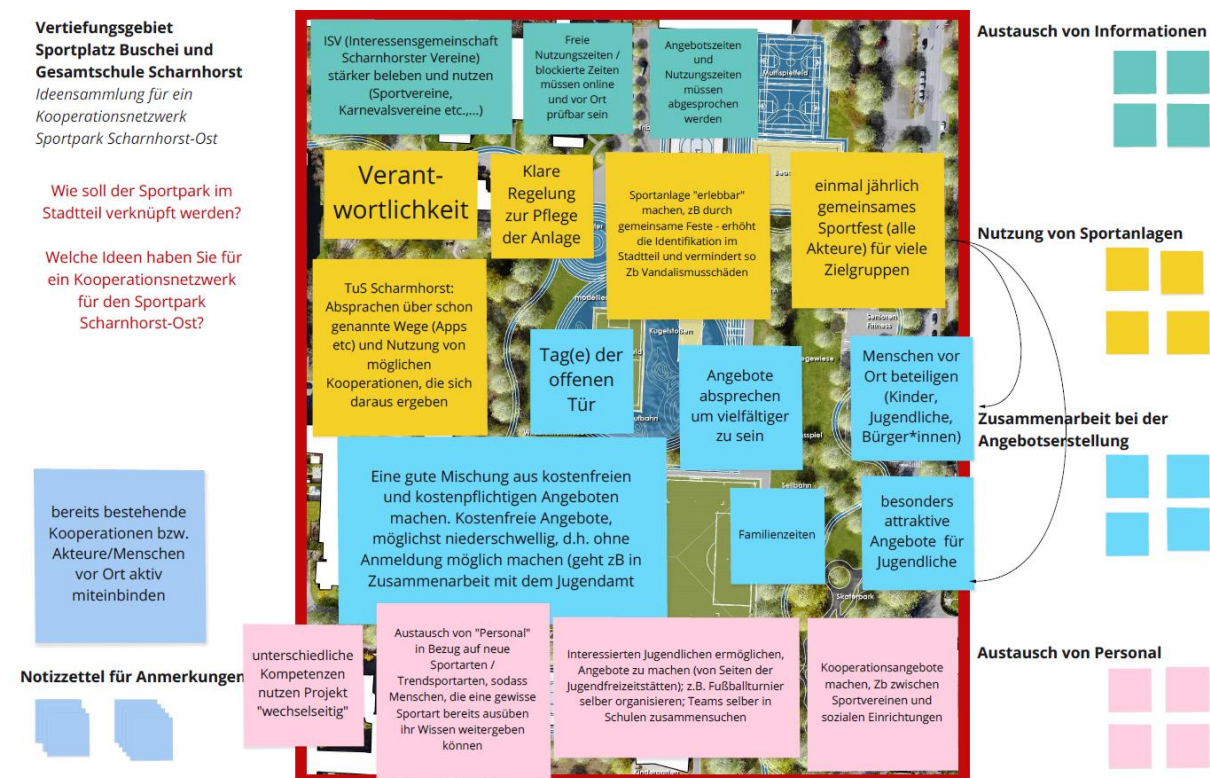 Vertiefungsgebiet
Sportplatz Buschei und
Gesamtschule Scharnhorst
Ideensammlung für ein
Kooperationsnetzwerk
Sportpark Scharnhorst-Ost
Wie soll der Sportpark im
Stadtteil verknüpft werden?
Welche Ideen haben Sie für
ein Kooperationsnetzwerk
für den Sportpark
Scharnhorst-Ost?
bereits bestehende
Kooperationen bzw.
Akteure/Menschen
vor Ort aktiv
miteinbinden
Notizzettel für Anmerkungen
ISV (Interessensgemeinschaft
Scharnhorster Vereine)
stärker beleben und nutzen
(Sportvereine,
Karnevalsvereine etc.,...)
Freie
Nutzungszeiten /
blockierte Zeiten
müssen online
und vor Ort
prüfbar sein
Angebotszeiten
und
Nutzungszeiten
müssen
abgesprochen
werden
Multispielfeld
Verant-
wortlichkeit
Klare
Regelung
zur Pflege
der Anlage
Sportanlage "erlebbar"
machen, zB durch
gemeinsame Feste - erhöht
die Identifikation im
Stadtteil und vermindert so
Zb Vandalismusschäden
einmal jährlich
gemeinsames
Sportfest (alle
Akteure) für viele
Zielgruppen
TuS Scharmhorst:
Absprachen über schon
genannte Wege (Apps
etc) und Nutzung von
möglichen
Kooperationen, die sich
daraus ergeben
Kugelstoßen
Senioren
Fitness
Tag(e) der
offenen
Tür
Angebote
absprechen
um vielfältiger
zu sein
Menschen vor
Ort beteiligen
(Kinder,
Jugendliche,
Bürger*innen)
Eine gute Mischung aus kostenfreien
und kostenpflichtigen Angeboten
machen. Kostenfreie Angebote,
möglichst niederschwellig, d.h. ohne
Anmeldung möglich machen (geht zB in
Zusammenarbeit mit dem Jugendamt
Seilbahn
Familienzeiten
besonders
attraktive
Angebote für
Jugendliche
Skaterpark
unterschiedliche
Kompetenzen
nutzen Projekt
"wechselseitig"
Austausch von "Personal"
in Bezug auf neue
Sportarten /
Trendsportarten, sodass
Menschen, die eine gewisse
Sportart bereits ausüben
ihr Wissen weitergeben
können
Interessierten Jugendlichen ermöglichen,
Angebote zu machen (von Seiten der
Jugendfreizeitstätten); z.B. Fußballturnier
selber organisieren; Teams selber in
Schulen zusammensuchen
Kooperationsangebote
machen, Zb zwischen
Sportvereinen und
sozialen Einrichtungen
Austausch von Informationen
Nutzung von Sportanlagen
Zusammenarbeit bei der
Angebotserstellung
Austausch von Personal